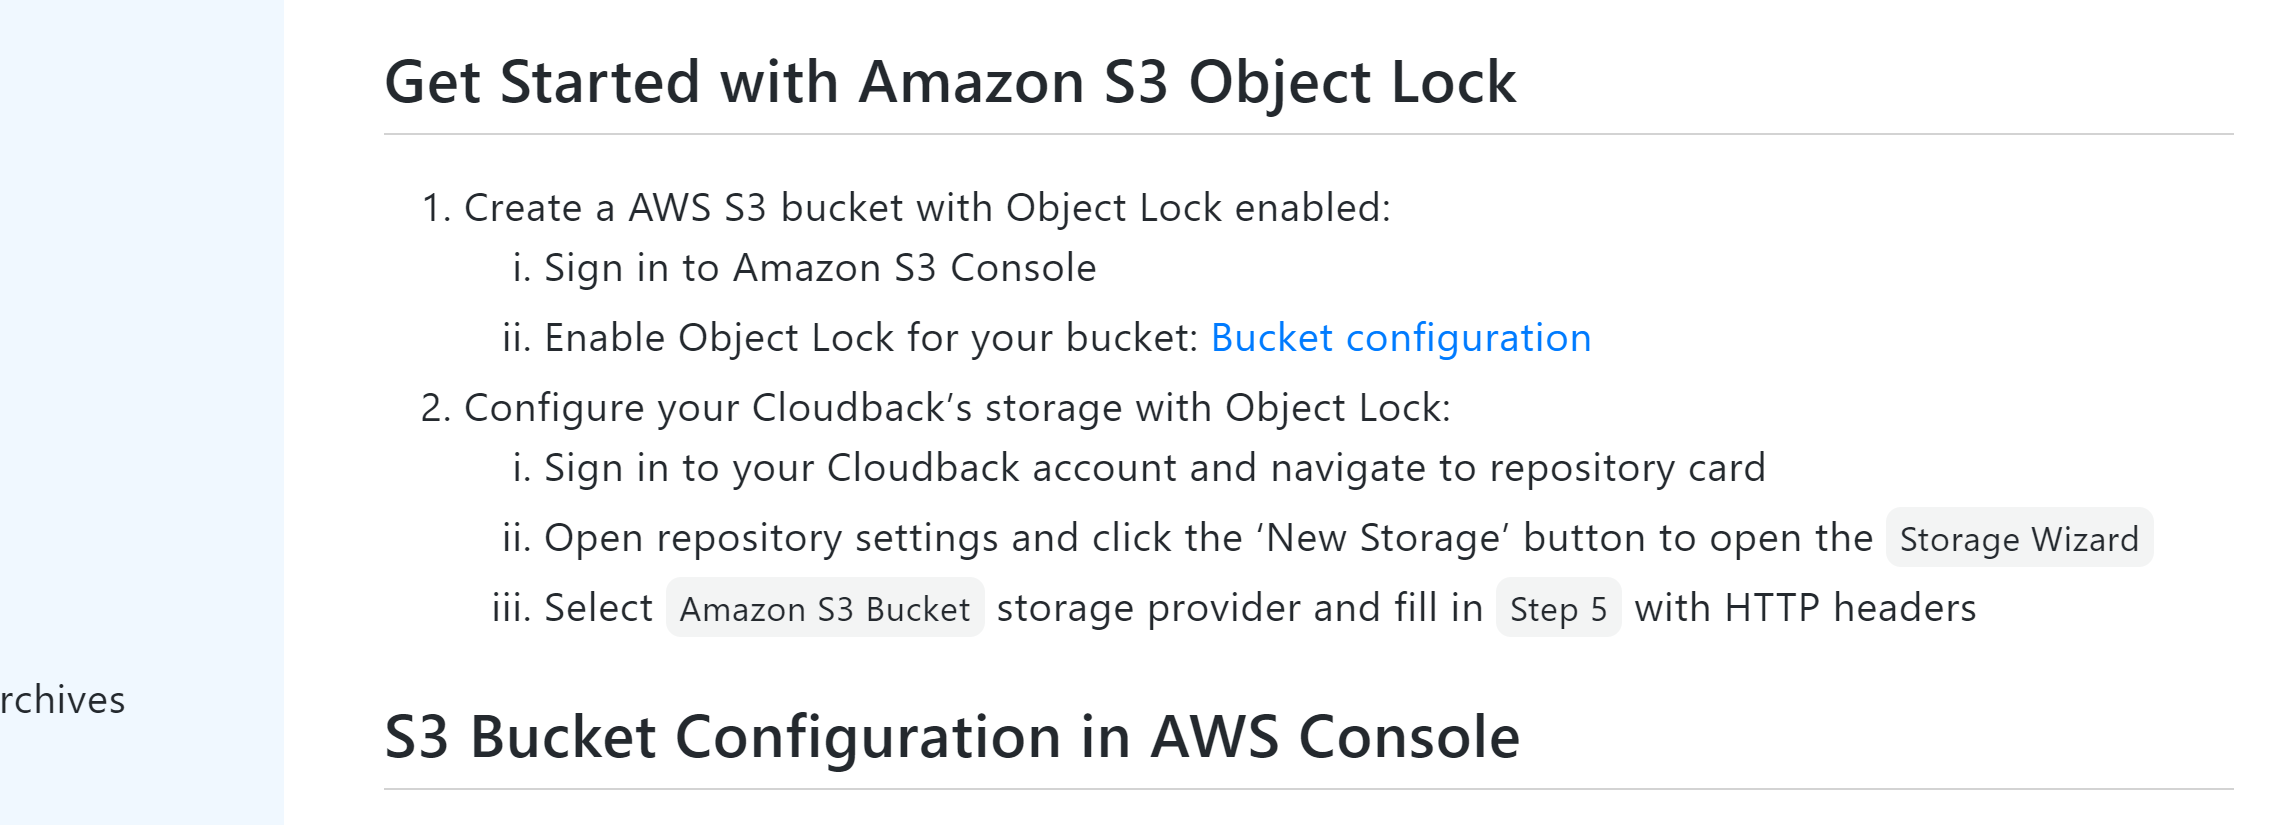 Get Started with Amazon S3 Object Lock
1. Create a AWS S3 bucket with Object Lock enabled:
i. Sign in to Amazon S3 Console
ii. Enable Object Lock for your bucket: Bucket configuration
2. Configure your Cloudback’s storage with Object Lock:
i. Sign in to your Cloudback account and navigate to repository card
ii. Open repository settings and click the ‘New Storage’ button to open the Storage Wizard
iii. Select Amazon S3 Bucket storage provider and fill in Step 5 with HTTP headers
rchives
S3 Bucket Configuration in AWS Console